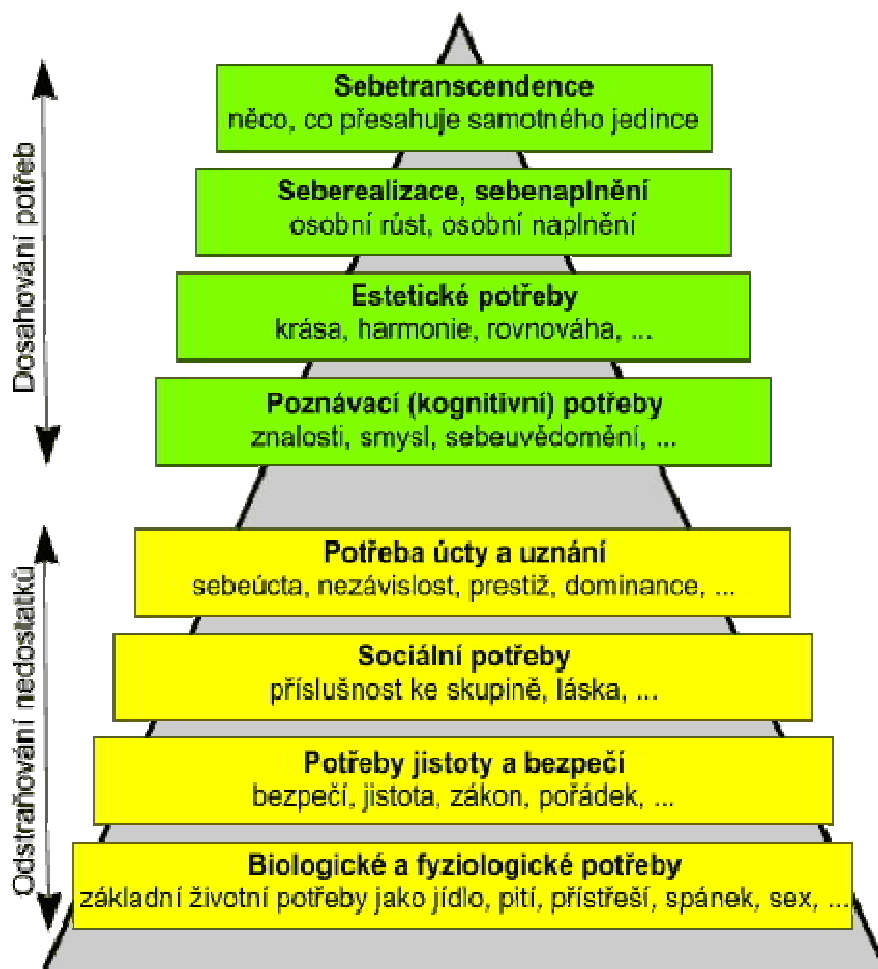 Sebetranscendence
něco, co přesahuje samotného jedince
Seberealizace, sebenaplnění
osobní růst, osobní naplnění
Estetické potřeby
krása, harmonie, rovnováha, ...
Poznávací (kognitivní) potřeby
znalosti, smysl, sebeuvědomění, ...
Dosahování potřeb
Potřeba úcty a uznání
sebeúcta, nezávislost, prestiž, dominance, ...
Sociální potřeby
příslušnost ke skupině, láska, ...
Potřeby jistoty a bezpečí
bezpečí, jistota, zákon, pořádek, ...
Biologické a fyziologické potřeby
základní životní potřeby jako jídlo, pití, přístřeší, spánek, sex, ...
Odstraňování nedostatků